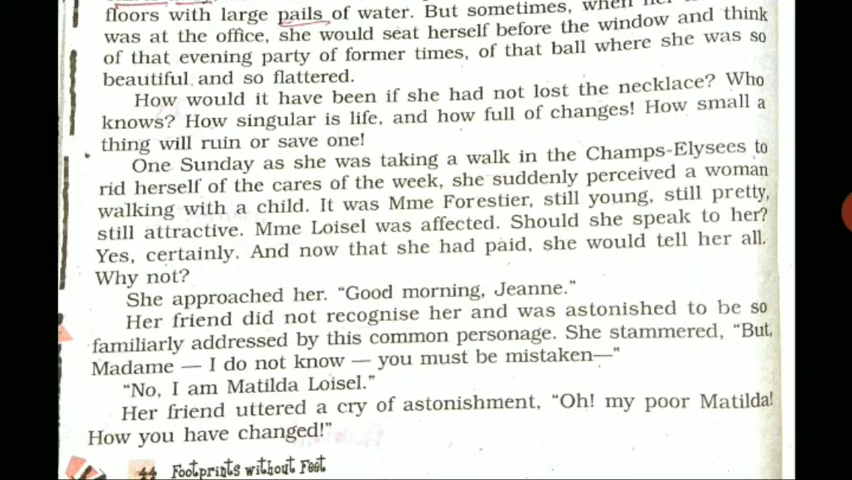 floors with large pails of water. But sometimes, when her
was at the office, she would seat herself before the window and think
of that evening party of former times, of that ball where she was so
beautiful and so flattered.
How would it have been if she had not lost the necklace? Who
knows? How singular is life, and how full of changes! How small a
thing will ruin or save one!
One Sunday as she was taking a walk in the Champs-Elysees to
rid herself of the cares of the week, she suddenly perceived a woman
walking with a child. It was Mme Forestier, still young, still pretty,
still attractive. Mme Loisel was affected. Should she speak to her?
Yes, certainly. And now that she had paid, she would tell her all.
Why not?
She approached her. “Good morning, Jeanne.”
Her friend did not recognise her and was astonished to be so
familiarly addressed by this common personage. She stammered, “But,
Madame — I do not know — you must be mistaken—”
“No, I am Matilda Loisel.”
Her friend uttered a cry of astonishment, “Oh! my poor Matilda!
How you have changed!”
44 Footprints without Feet